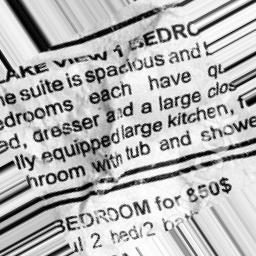 LAKE VIEW 1 BEDRO
he suite is spacious and
edrooms each have qu
ed, dresser and a large clos
lly equipped large kitchen,
hroom with tub and showe
BEDROOM for 850$
ul 2 bed/2 bat